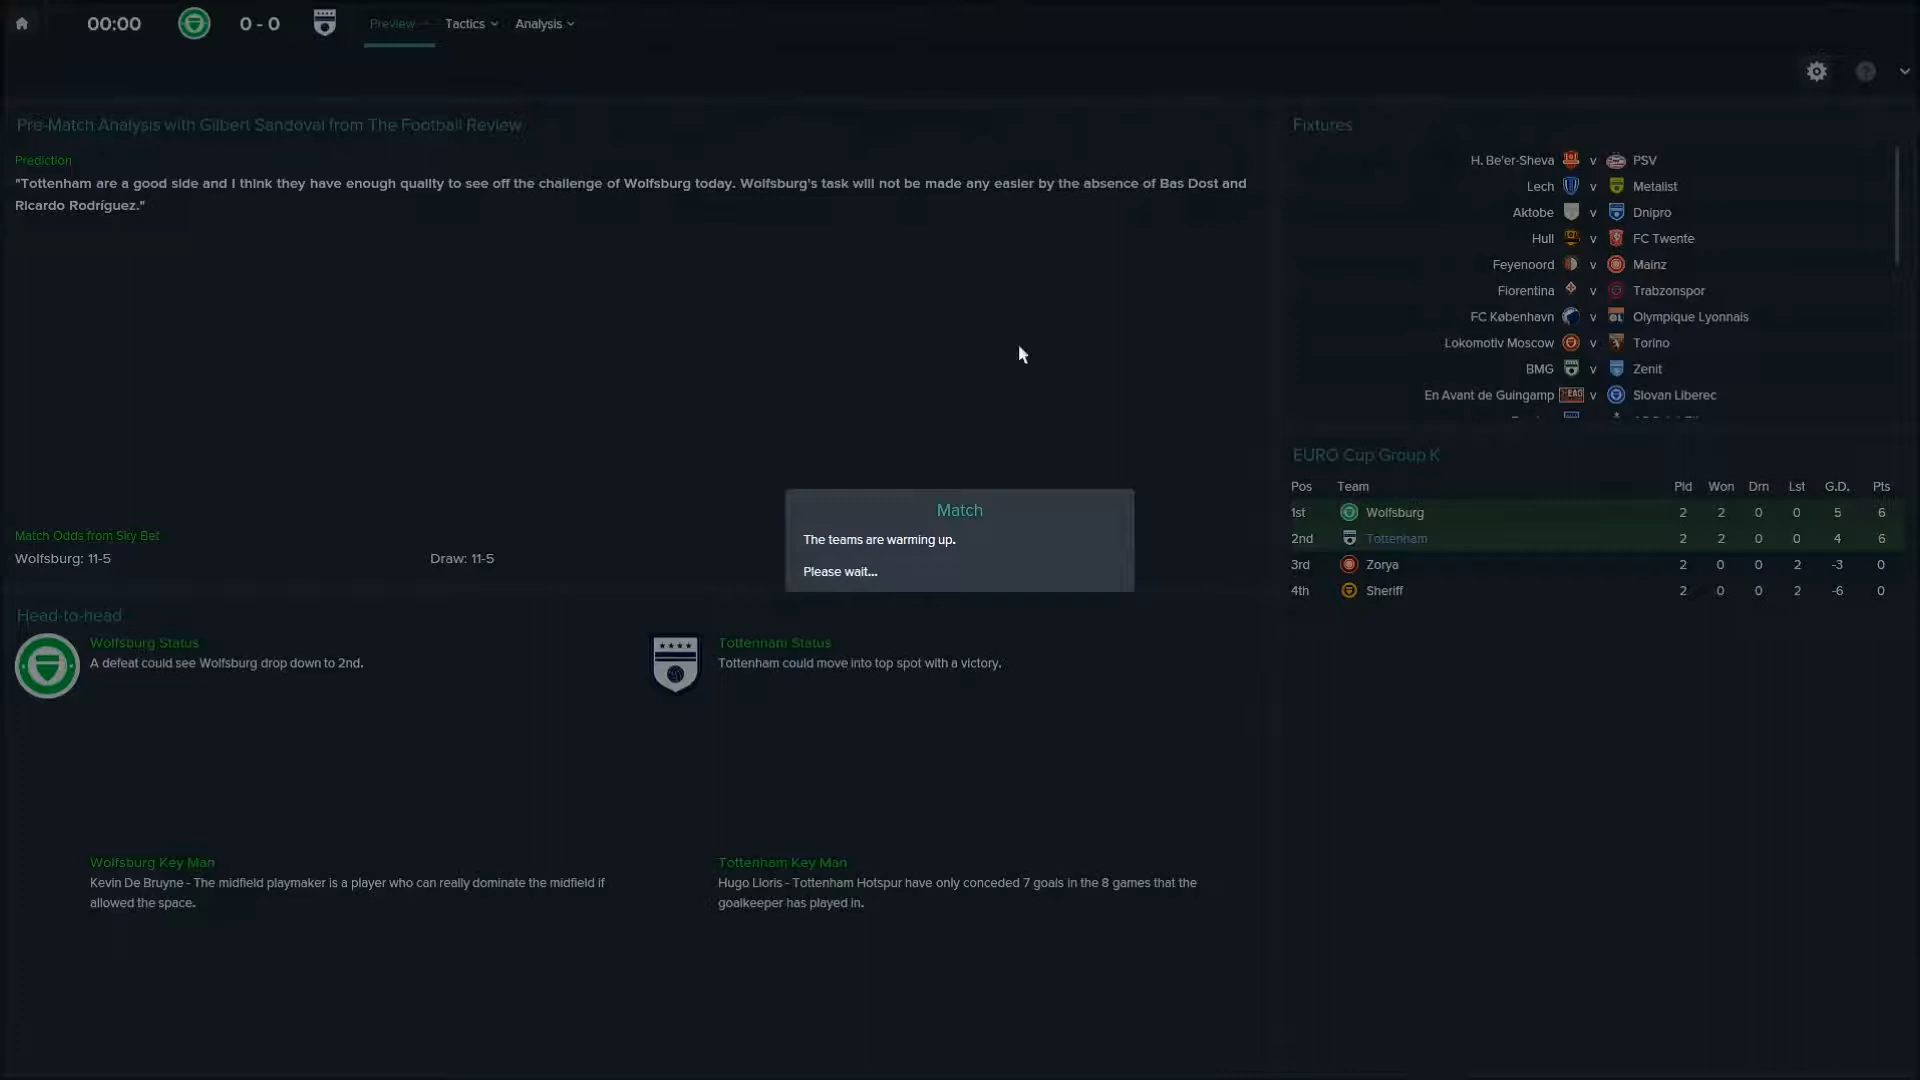 00:00 0 - 0 Preview Tactics Analysis
Pre-Match Analysis with Gilbert Sandoval from The Football Review
Prediction
"Tottenham are a good side and I think they have enough quality to see off the challenge of Wolfsburg today. Wolfsburg's task will not be made any easier by the absence of Bas Dost and
Ricardo Rodríguez."
Match Odds from Sky Bet
Wolfsburg: 11-5 Draw: 11-5
Match
The teams are warming up.
Please wait...
Head-to-head
Wolfsburg Status
A defeat could see Wolfsburg drop down to 2nd.
Tottenham Status
Tottenham could move into top spot with a victory.
Wolfsburg Key Man
Kevin De Bruyne - The midfield playmaker is a player who can really dominate the midfield if
allowed the space.
Tottenham Key Man
Hugo Lloris - Tottenham Hotspur have only conceded 7 goals in the 8 games that the
goalkeeper has played in.
Fixtures
H. Be'er-Sheva v PSV
Lech v Metalist
Aktobe v Dnipro
Hull v FC Twente
Feyenoord v Mainz
Fiorentina v Trabzonspor
FC København v Olympique Lyonnais
Lokomotiv Moscow v Torino
BMG v Zenit
En Avant de Guingamp v Slovan Liberec
EURO Cup Group K
Pos Team Pld Won Drn Lst G.D. Pts
1st Wolfsburg 2 2 0 0 5 6
2nd Tottenham 2 2 0 0 4 6
3rd Zorya 2 0 0 2 -3 0
4th Sheriff 2 0 0 2 -6 0